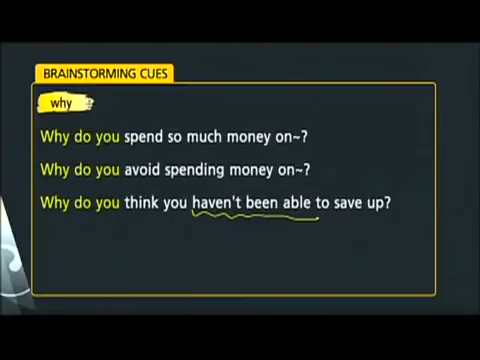 BRAINSTORMING CUES
why
Why do you spend so much money on~?
Why do you avoid spending money on~?
Why do you think you haven't been able to save up?